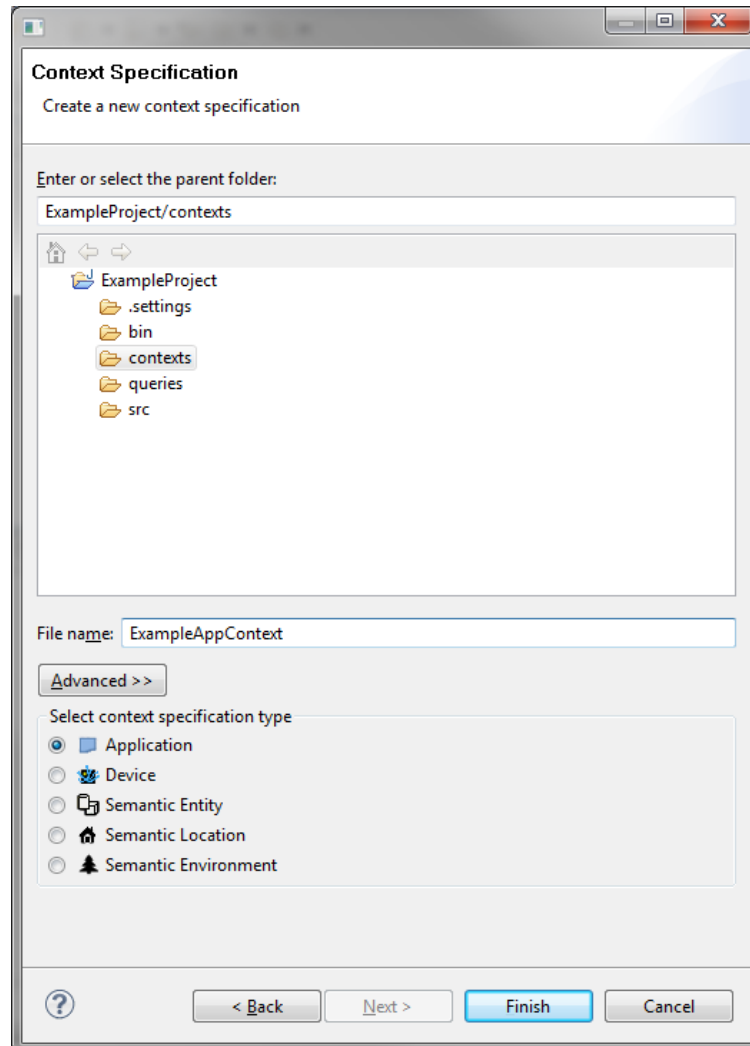 Context Specification
Create a new context specification
Enter or select the parent folder:
ExampleProject/contexts
ExampleProject
.settings
bin
contexts
queries
src
File name: ExampleAppContext
Advanced >>
Select context specification type
Application
Device
Semantic Entity
Semantic Location
Semantic Environment
< Back Next > Finish Cancel